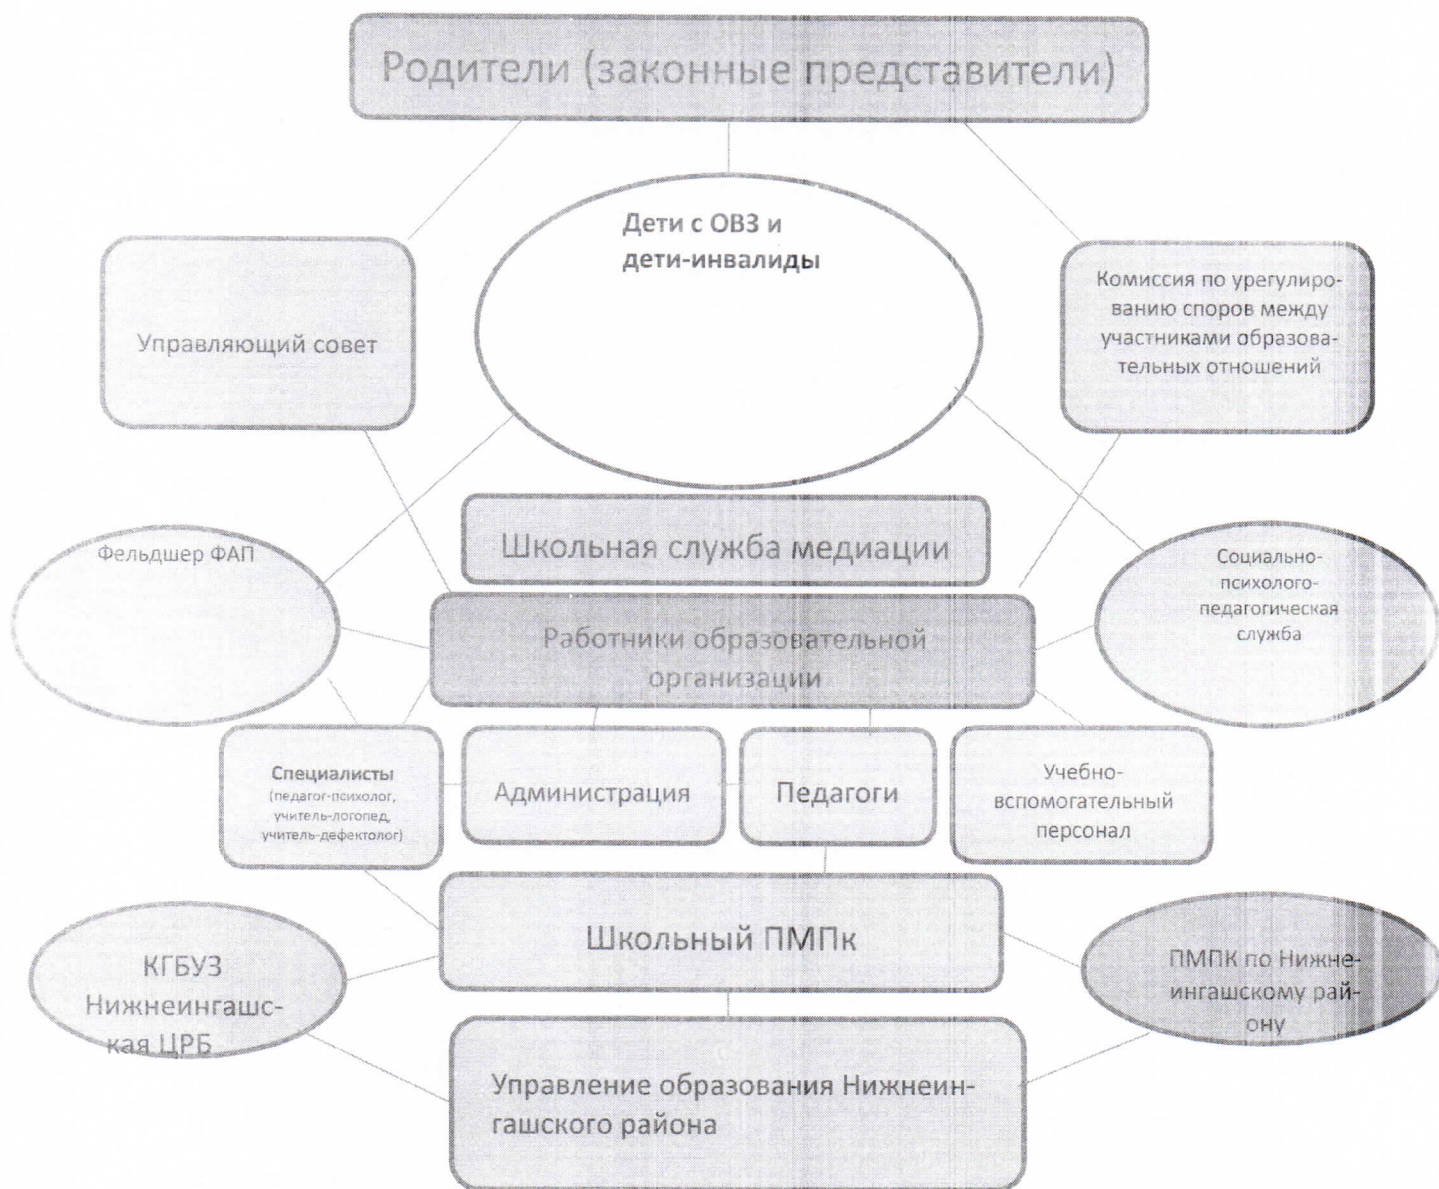 Родители (законные представители)
Дети с ОВЗ и
дети-инвалиды
Управляющий совет
Комиссия по урегулиро-
ванию споров между
участниками образова-
тельных отношений
Школьная служба медиации
Фельдшер ФАП
Социально-
психолого-
педагогическая
служба
Работники образовательной
организации
Специалисты
(педагог-психолог,
учитель-логопед,
учитель-дефектолог)
Администрация
Педагоги
Учебно-
вспомогательный
персонал
Школьный ПМПк
КГБУЗ
Нижнеингашс-
кая ЦРБ
ПМПК по Нижне-
ингашскому рай-
ону
Управление образования Нижнеин-
гашского района